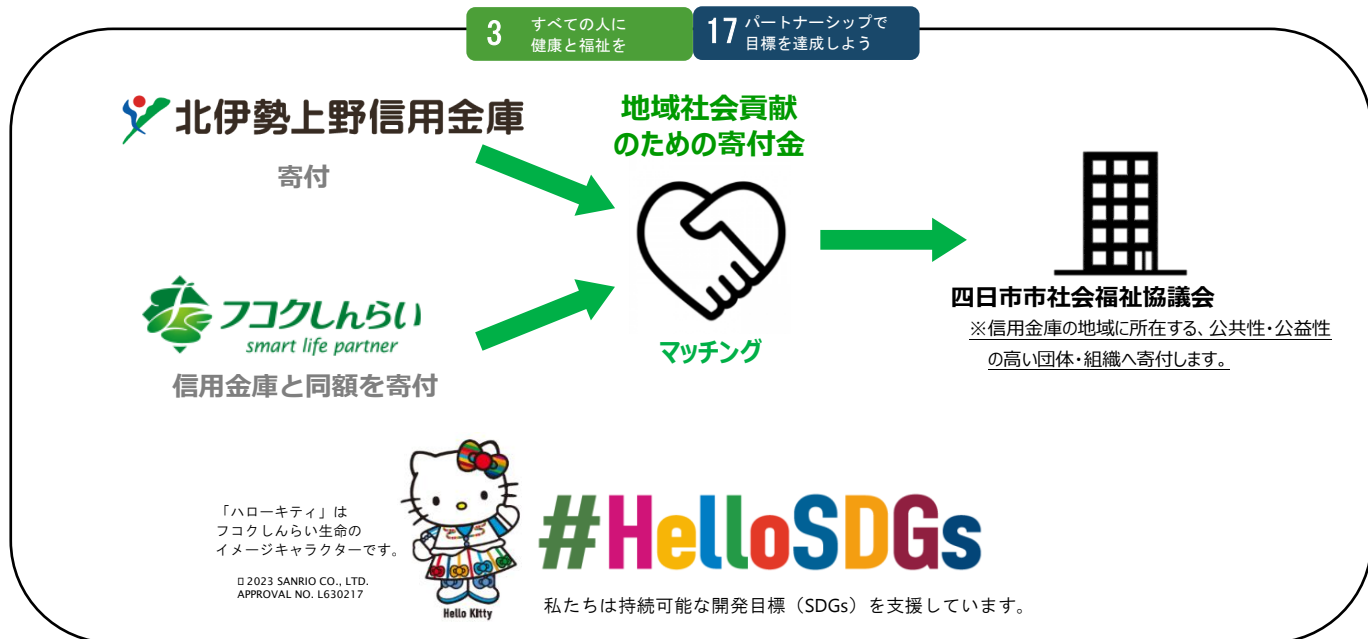 3 すべての人に
健康と福祉を
17 パートナーシップで
目標を達成しよう
北伊勢上野信用金庫
寄付
地域社会貢献
のための寄付金
マッチング
フコクしんらい
smart life partner
信用金庫と同額を寄付
四日市市社会福祉協議会
※信用金庫の地域に所在する、公共性・公益性
の高い団体・組織へ寄付します。
「ハローキティ」は
フコクしんらい生命の
イメージキャラクターです。
▯2023 SANRIO CO., LTD.
APPROVAL NO. L630217
Hello Kitty
#HelloSDGs
私たちは持続可能な開発目標（SDGs）を支援しています。